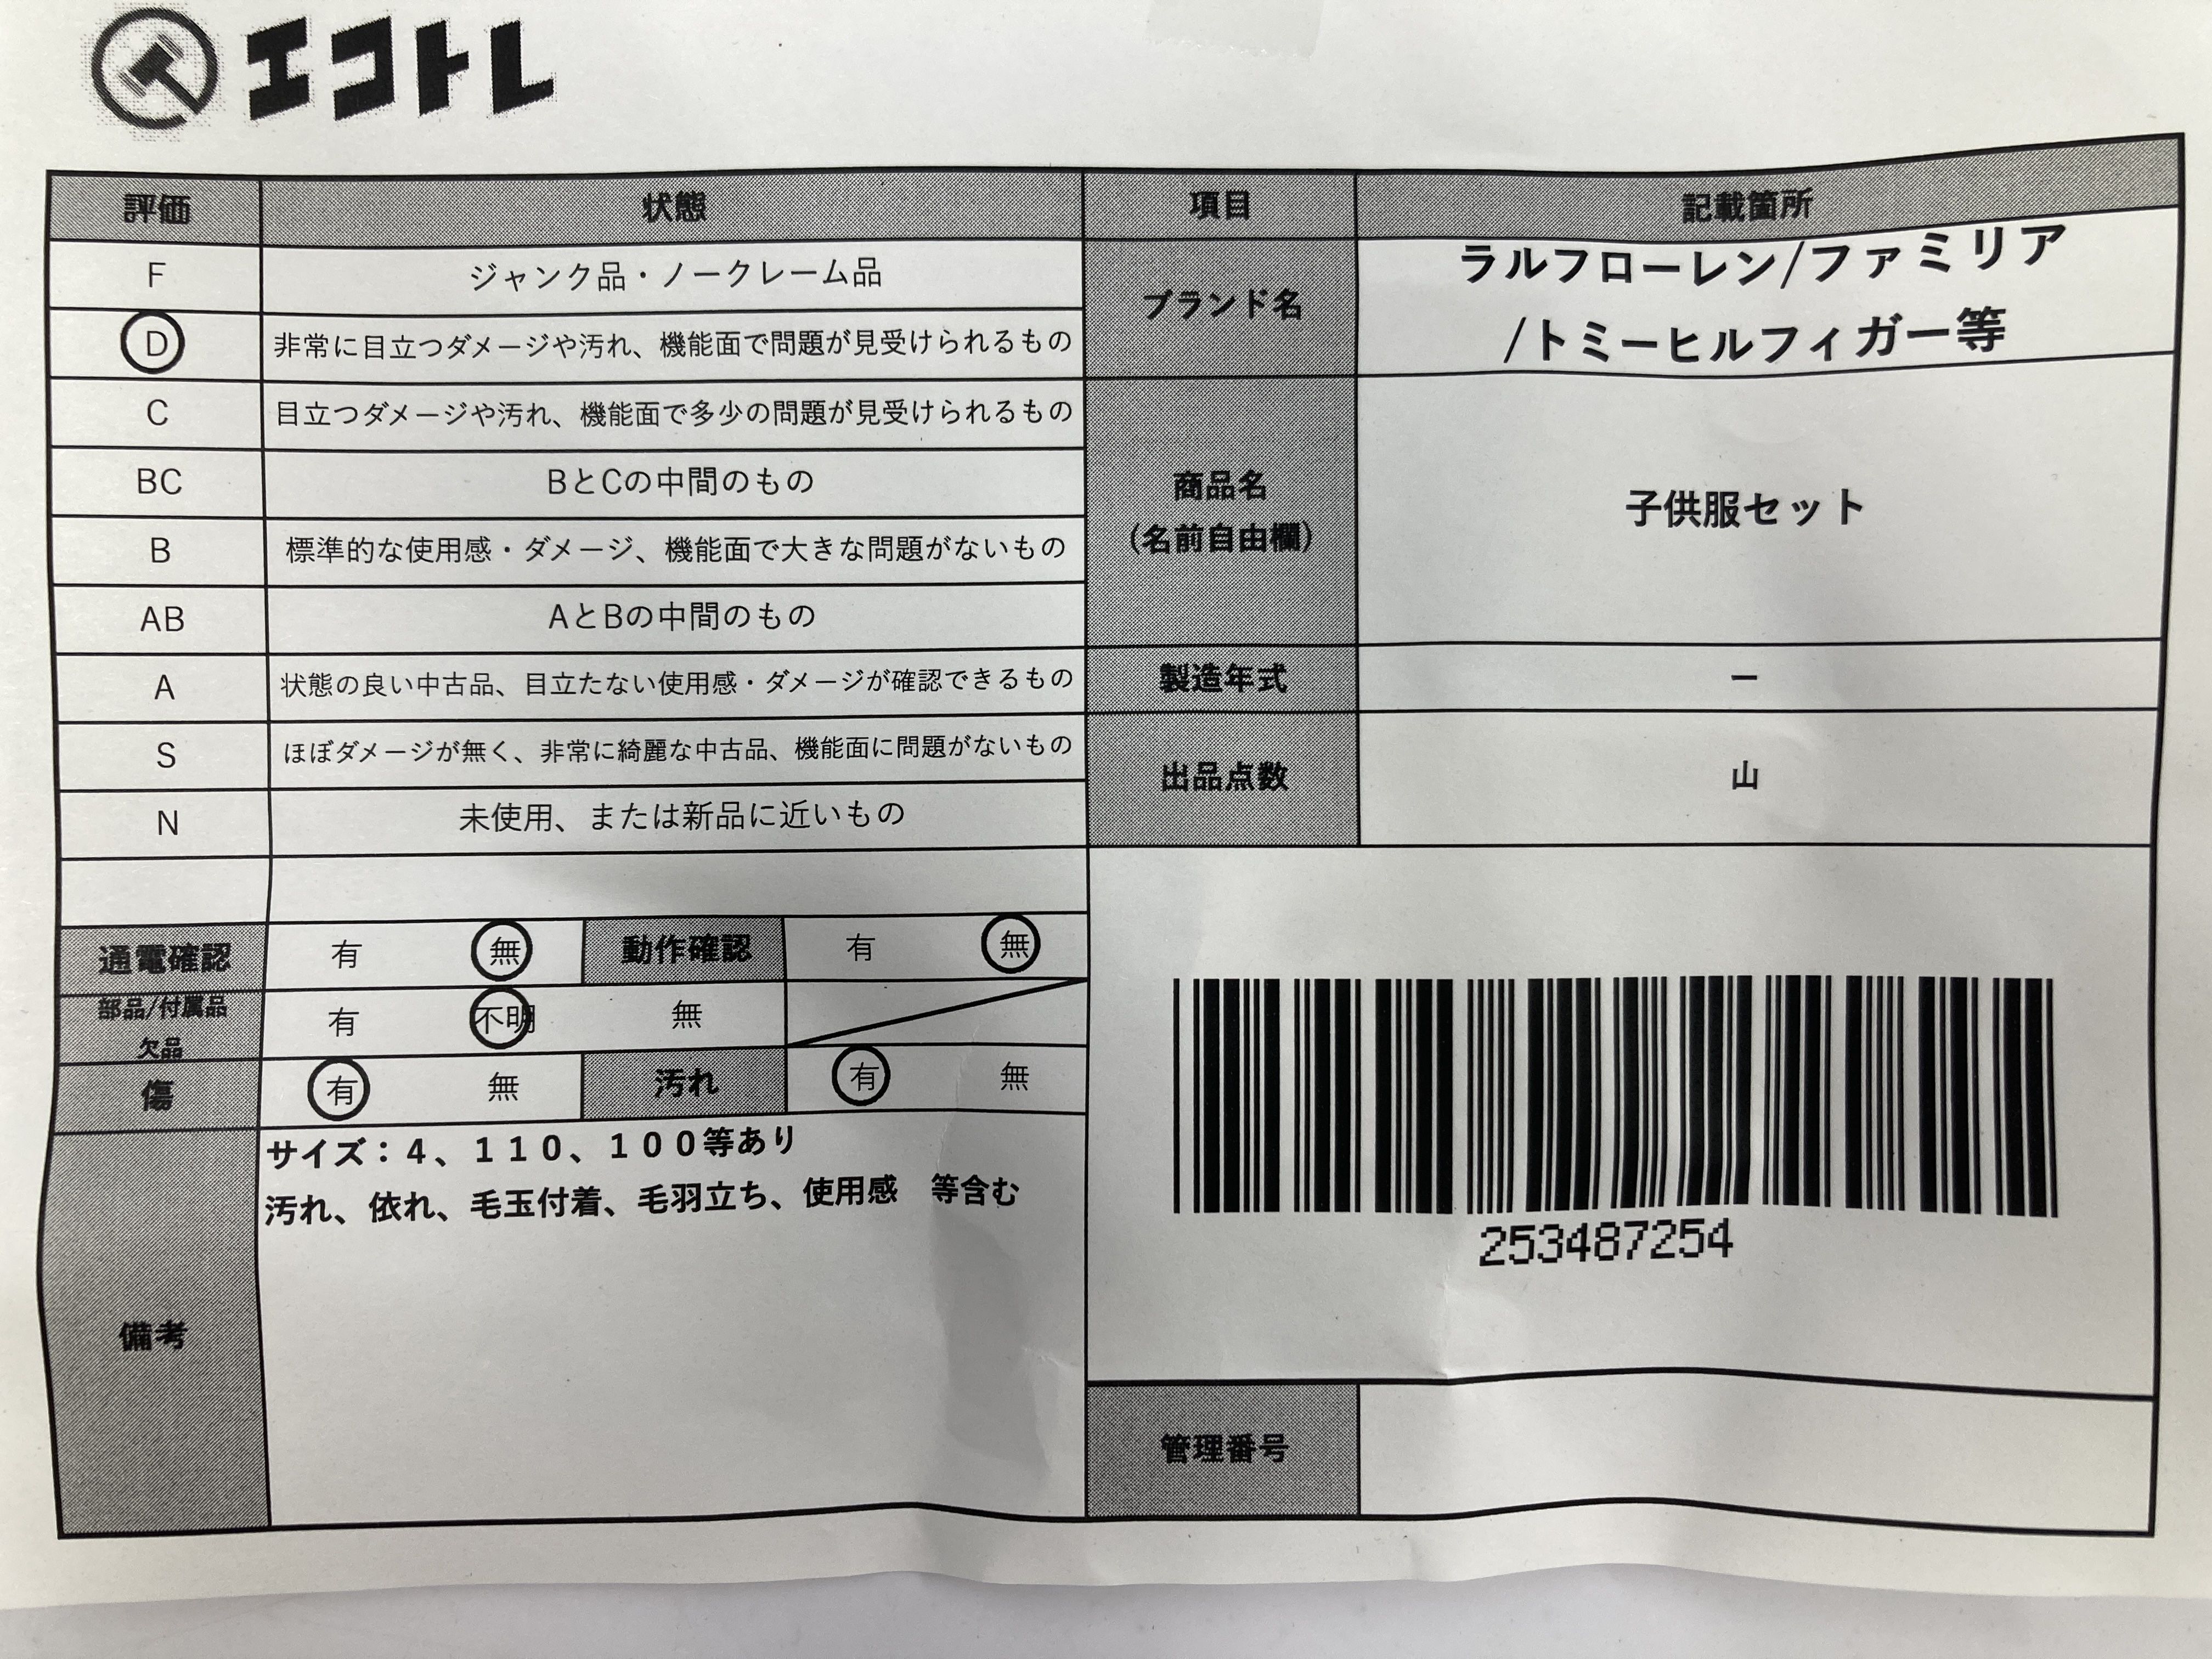 エコトレ
評価 状態 項目 記載箇所
F ジャンク品・ノークレーム品
D 非常に目立つダメージや汚れ、機能面で問題が見受けられるもの
C 目立つダメージや汚れ、機能面で多少の問題が見受けられるもの
BC BとCの中間のもの
B 標準的な使用感・ダメージ、機能面で大きな問題がないもの
AB AとBの中間のもの
A 状態の良い中古品、目立たない使用感・ダメージが確認できるもの
S ほぼダメージが無く、非常に綺麗な中古品、機能面に問題がないもの
N 未使用、または新品に近いもの
通電確認 有 無 動作確認 有 無
部品/付属品
欠品 有 不明 無
傷 有 無 汚れ 有 無
備考
サイズ：４、１１０、１００等あり
汚れ、依れ、毛玉付着、毛羽立ち、使用感　等含む
ブランド名
ラルフローレン/ファミリア
/トミーヒルフィガー等
商品名
(名前自由欄)
子供服セット
製造年式 ー
出品点数 山
253487254
管理番号